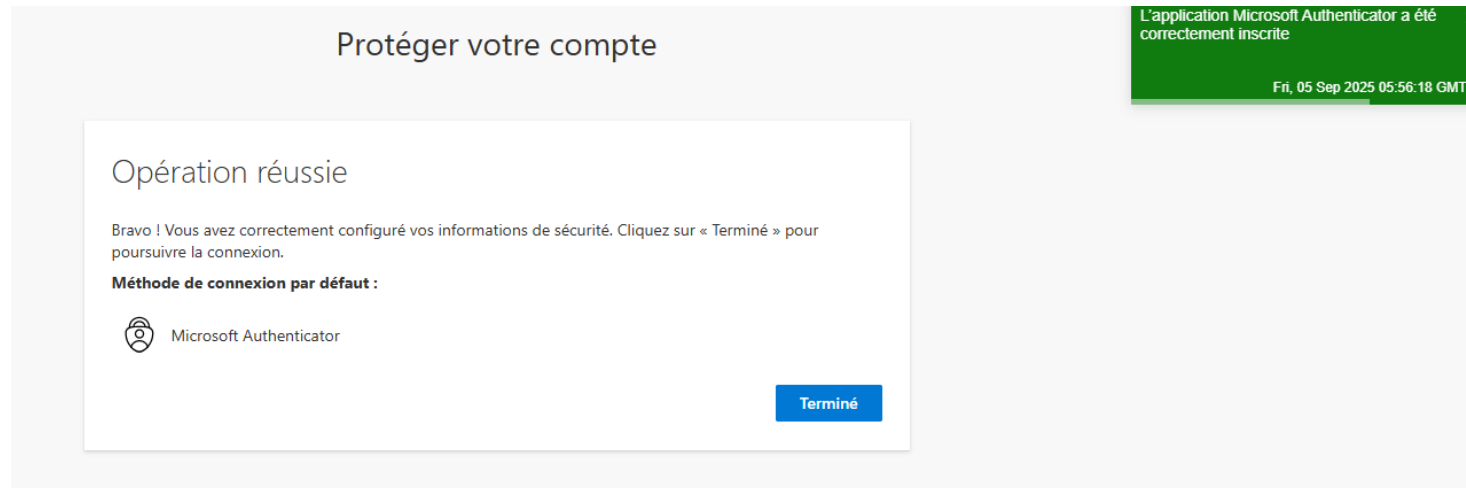 L'application Microsoft Authenticator a été
correctement inscrite
Fri, 05 Sep 2025 05:56:18 GMT
Protéger votre compte
Opération réussie
Bravo ! Vous avez correctement configuré vos informations de sécurité. Cliquez sur « Terminé » pour
poursuivre la connexion.
Méthode de connexion par défaut :
Microsoft Authenticator
Terminé